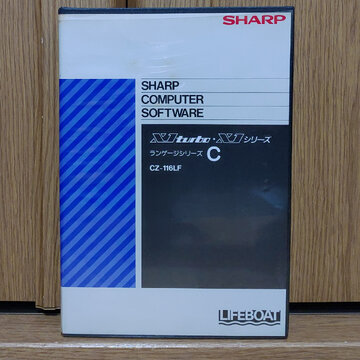 SHARP
SHARP
COMPUTER
SOFTWARE
X1turbo・X1シリーズ
ランゲージシリーズ C
CZ-116LF
LIFEBOAT